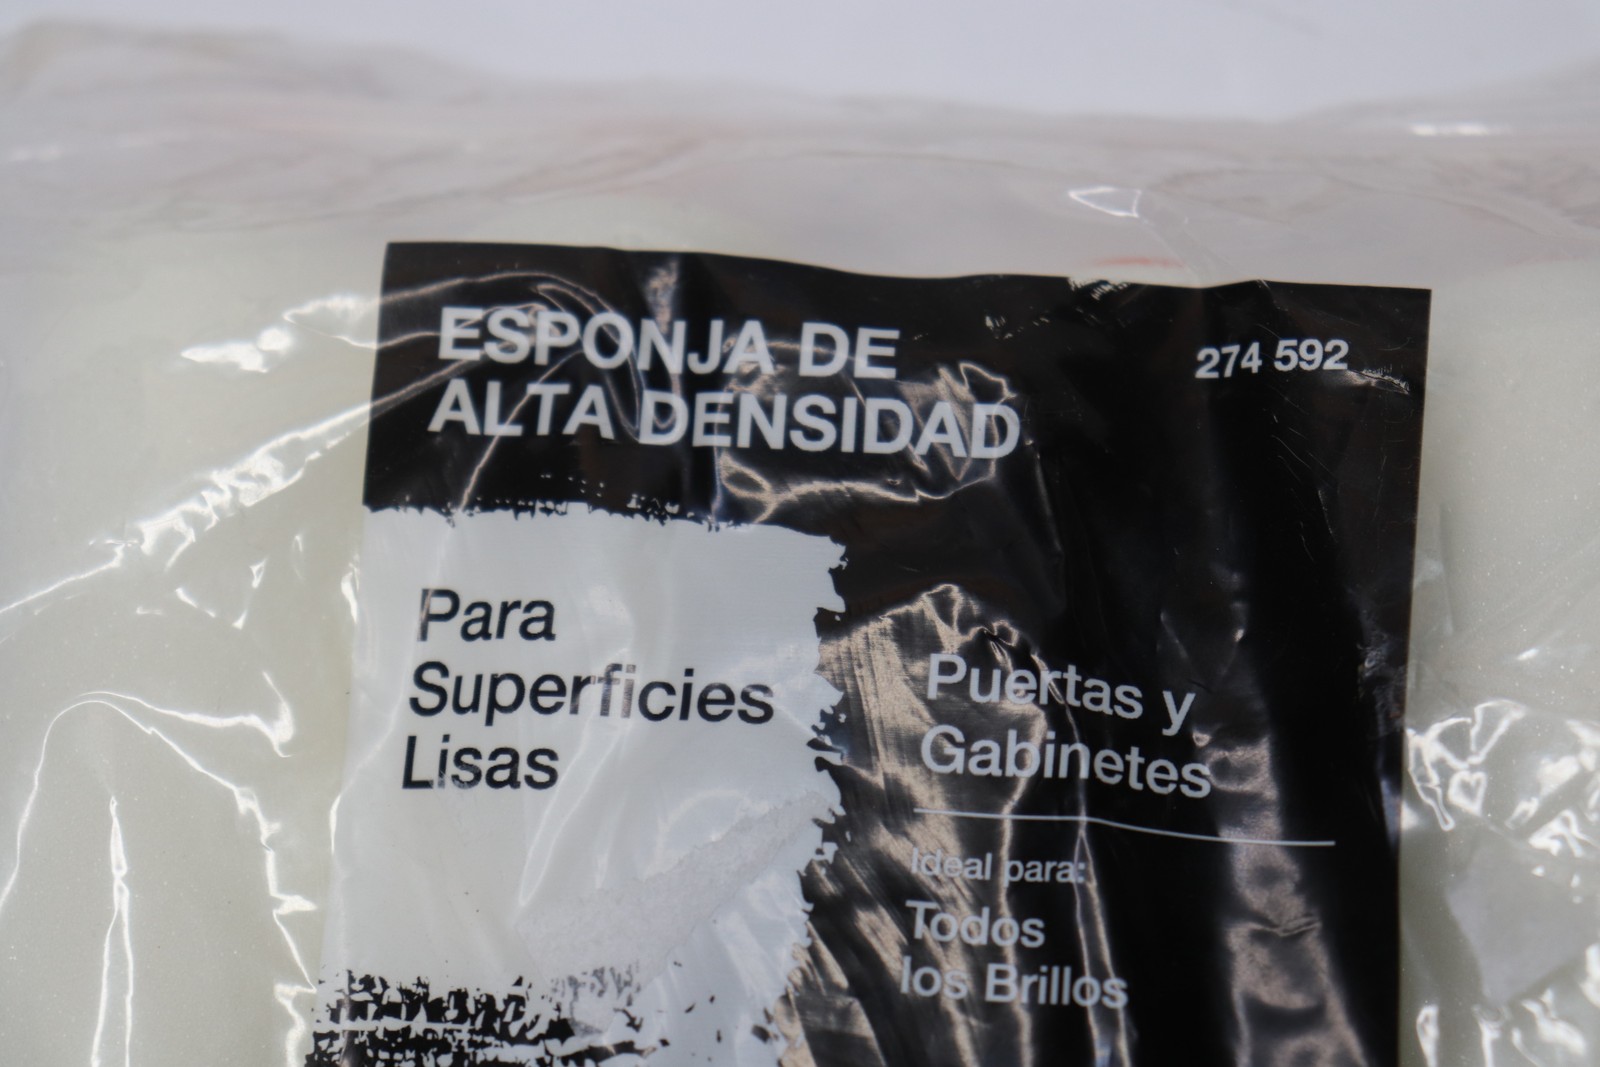 ESPONJA DE
ALTA DENSIDAD
274 592
Para
Superficies
Lisas
Puertas y
Gabinetes
Ideal para:
Todos
los Brillos